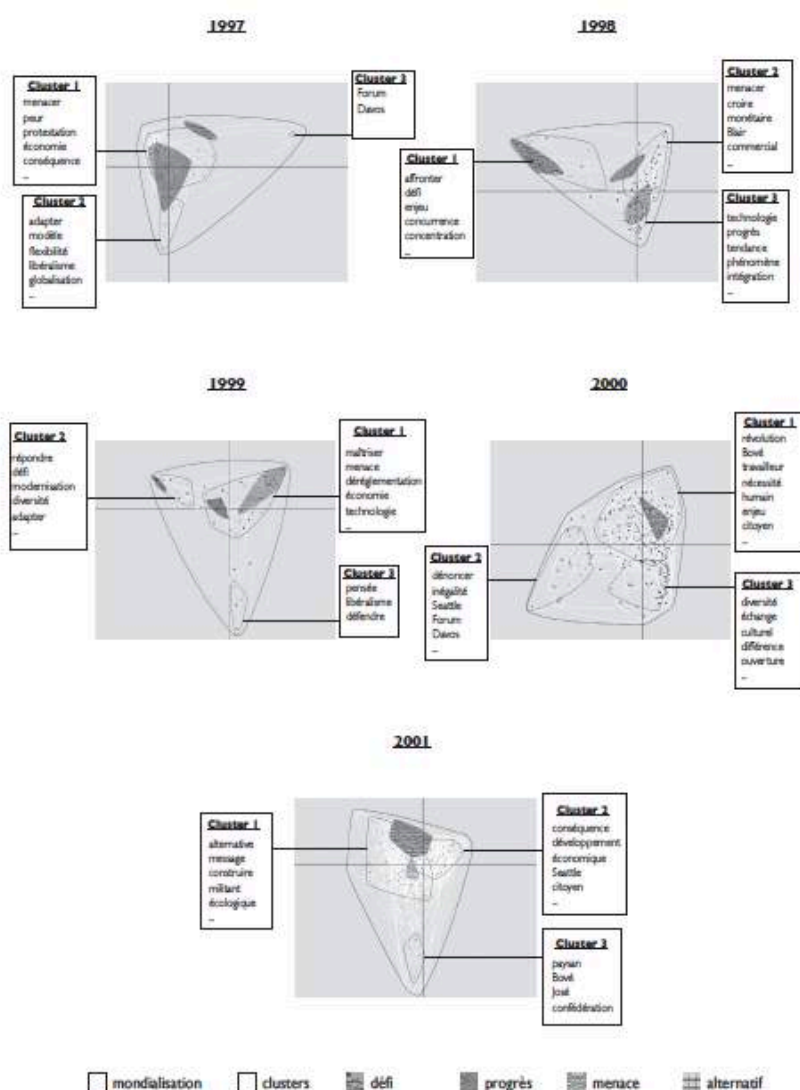 1997
Cluster 1
menacer
peur
protestation
économie
conséquence
...
Cluster 2
adapter
modèle
flexibilité
libéralisme
globalisation
...
Cluster 3
Forum
Davos
1998
Cluster 1
affronter
défi
enjeu
concurrence
concentration
...
Cluster 2
menacer
croire
monétaire
Blair
commercial
...
Cluster 3
technologie
progrès
tendance
phénomène
intégration
...
1999
Cluster 2
répondre
défi
modernisation
diversité
adapter
...
Cluster 1
maîtriser
menace
déréglementation
économie
technologie
...
Cluster 3
pensée
libéralisme
défendre
2000
Cluster 1
révolution
Bové
travailleur
nécessité
humain
enjeu
citoyen
...
Cluster 2
dénoncer
inégalité
Seattle
Forum
Davos
...
Cluster 3
diversité
échange
culturel
différence
ouverture
...
2001
Cluster 1
alternative
message
construire
militant
écologique
...
Cluster 2
conséquence
développement
économique
Seattle
citoyen
...
Cluster 3
paysan
Bové
José
confédération
mondialisation clusters défi progrès menace alternatif